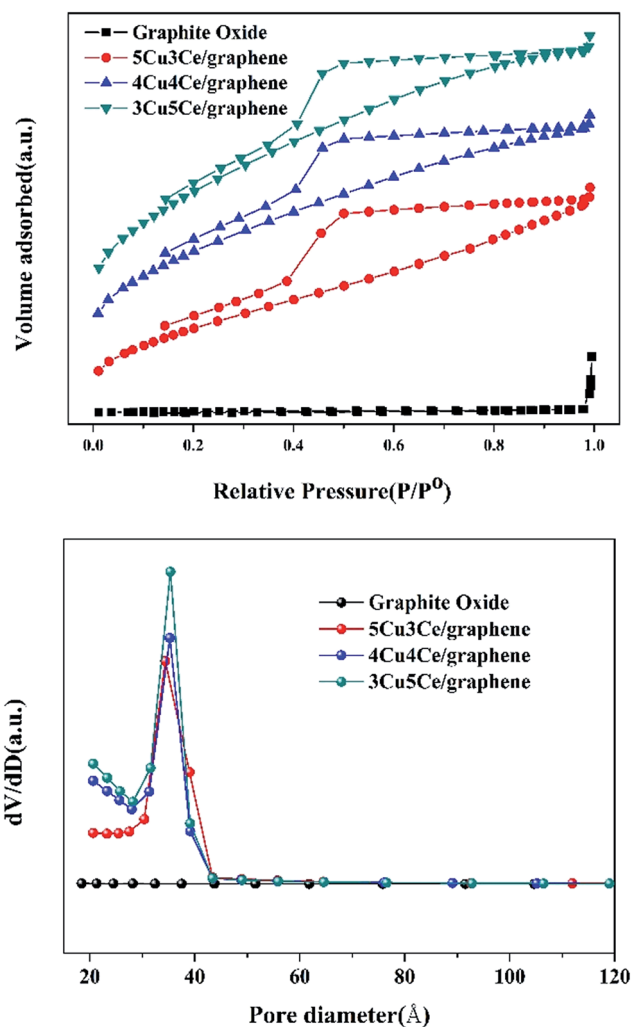 Graphite Oxide
5Cu3Ce/graphene
4Cu4Ce/graphene
3Cu5Ce/graphene
Volume adsorbed(a.u.)
0.0 0.2 0.4 0.6 0.8 1.0
Relative Pressure(P/P⁰)
Graphite Oxide
5Cu3Ce/graphene
4Cu4Ce/graphene
3Cu5Ce/graphene
dV/dD(a.u.)
20 40 60 80 100 120
Pore diameter(Å)